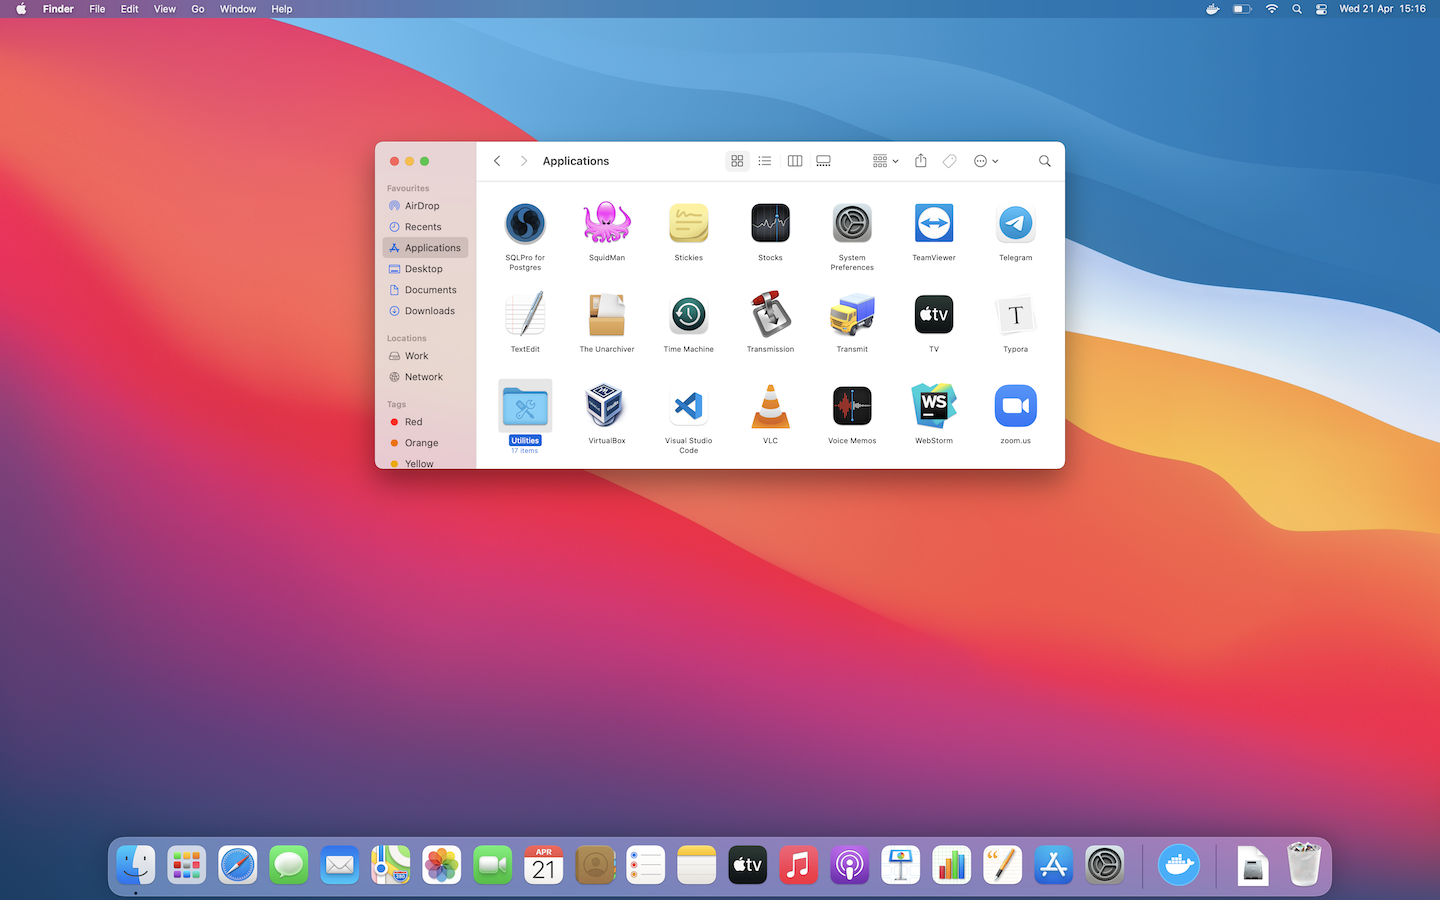 Finder File Edit View Go Window Help Wed 21 Apr 15:16
Applications
Favourites
AirDrop
Recents
Applications
Desktop
Documents
Downloads
Locations
Work
Network
Tags
Red
Orange
Yellow
SQLPro for
Postgres
SquidMan
Stickies
Stocks
System
Preferences
TeamViewer
Telegram
TextEdit
The Unarchiver
Time Machine
Transmission
Transmit
tv
TV
T
Typora
Utilities
17 items
VirtualBox
Visual Studio
Code
VLC
Voice Memos
WS
WebStorm
zoom.us
APR
21
tv